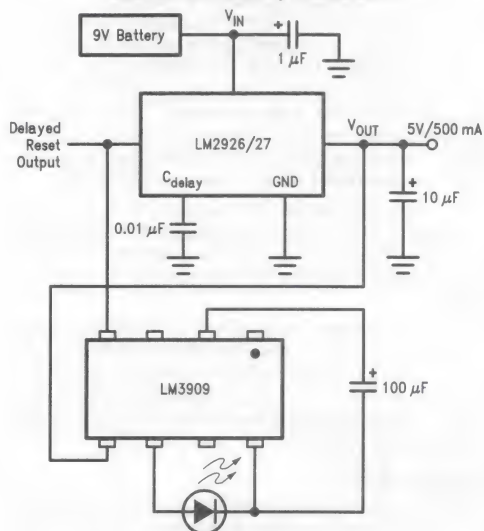 9V Battery
V_IN
+
1 μF
Delayed
Reset
Output
LM2926/27
V_OUT
5V/500 mA
C_delay
GND
+
10 μF
0.01 μF
LM3909
+
100 μF